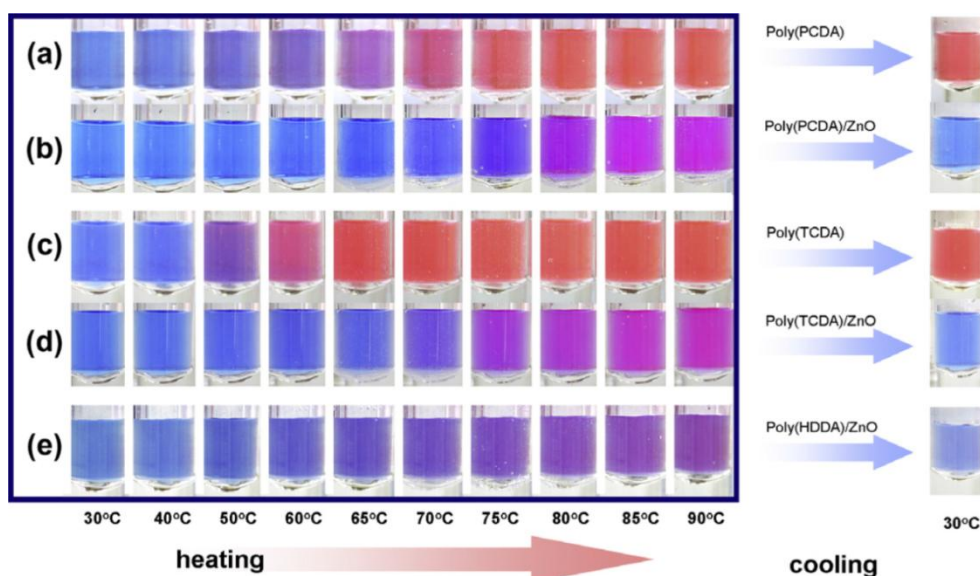 (a)
Poly(PCDA)
(b)
Poly(PCDA)/ZnO
(c)
Poly(TCDA)
(d)
Poly(TCDA)/ZnO
(e)
Poly(HDDA)/ZnO
30°C 40°C 50°C 60°C 65°C 70°C 75°C 80°C 85°C 90°C 30°C
heating cooling